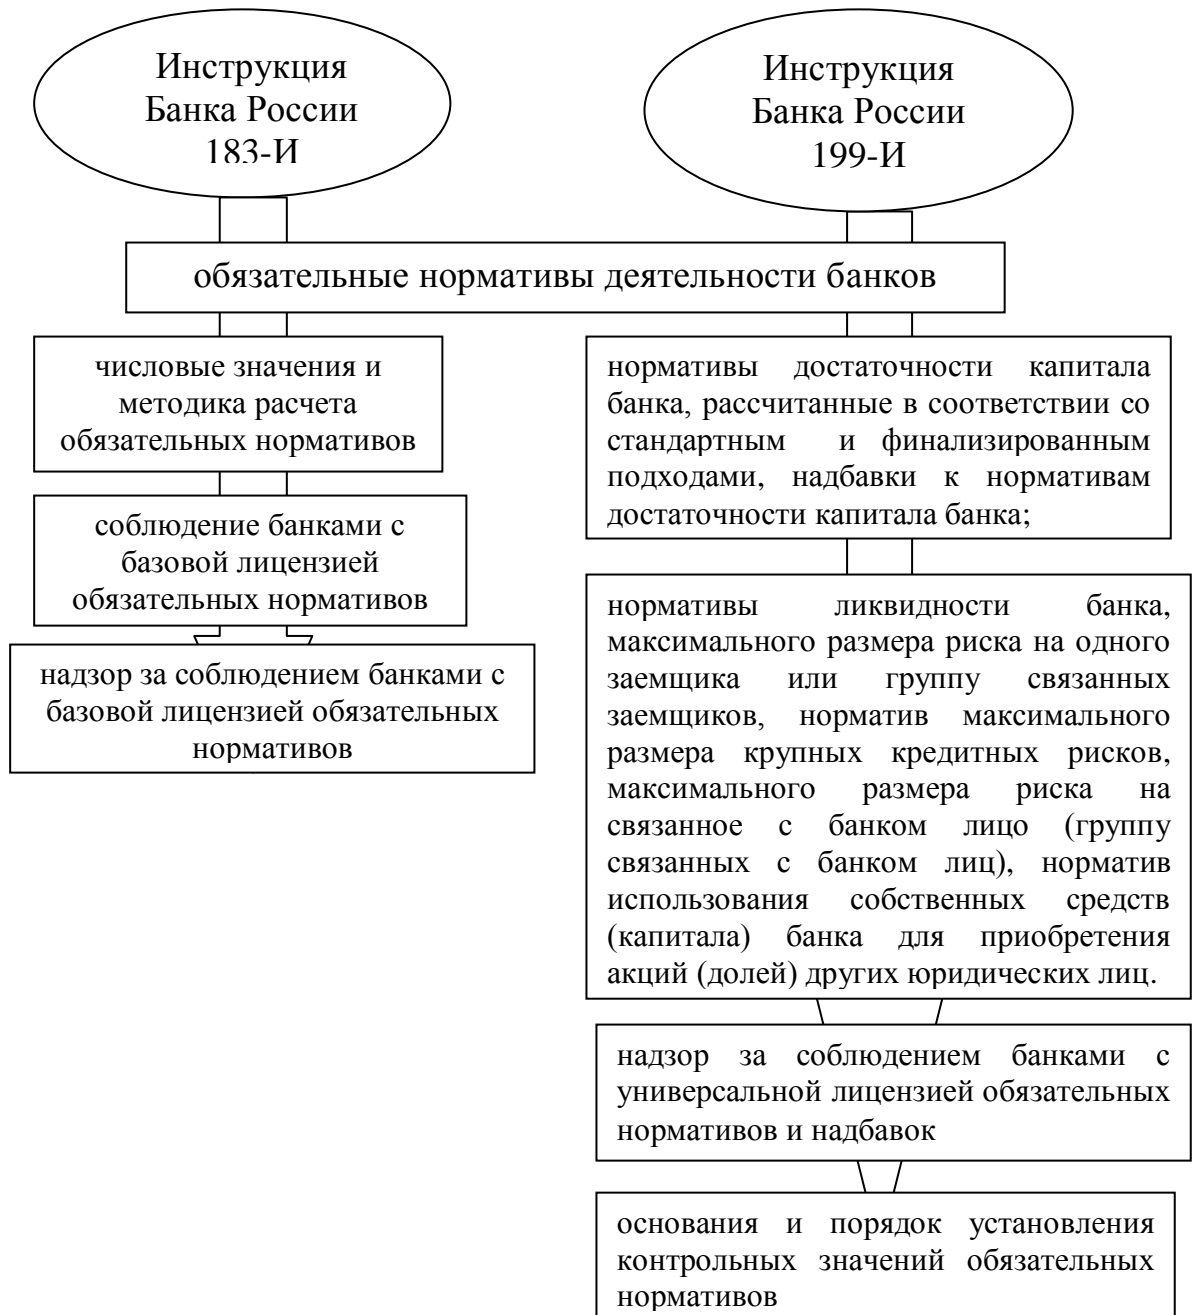 Инструкция
Банка России
183-И
Инструкция
Банка России
199-И
обязательные нормативы деятельности банков
числовые значения и
методика расчета
обязательных нормативов
соблюдение банками с
базовой лицензией
обязательных нормативов
надзор за соблюдением банками с
базовой лицензией обязательных
нормативов
нормативы достаточности капитала
банка, рассчитанные в соответствии со
стандартным и финализированным
подходами, надбавки к нормативам
достаточности капитала банка;
нормативы ликвидности банка,
максимального размера риска на одного
заемщика или группу связанных
заемщиков, норматив максимального
размера крупных кредитных рисков,
максимального размера риска на
связанное с банком лицо (группу
связанных с банком лиц), норматив
использования собственных средств
(капитала) банка для приобретения
акций (долей) других юридических лиц.
надзор за соблюдением банками с
универсальной лицензией обязательных
нормативов и надбавок
основания и порядок установления
контрольных значений обязательных
нормативов